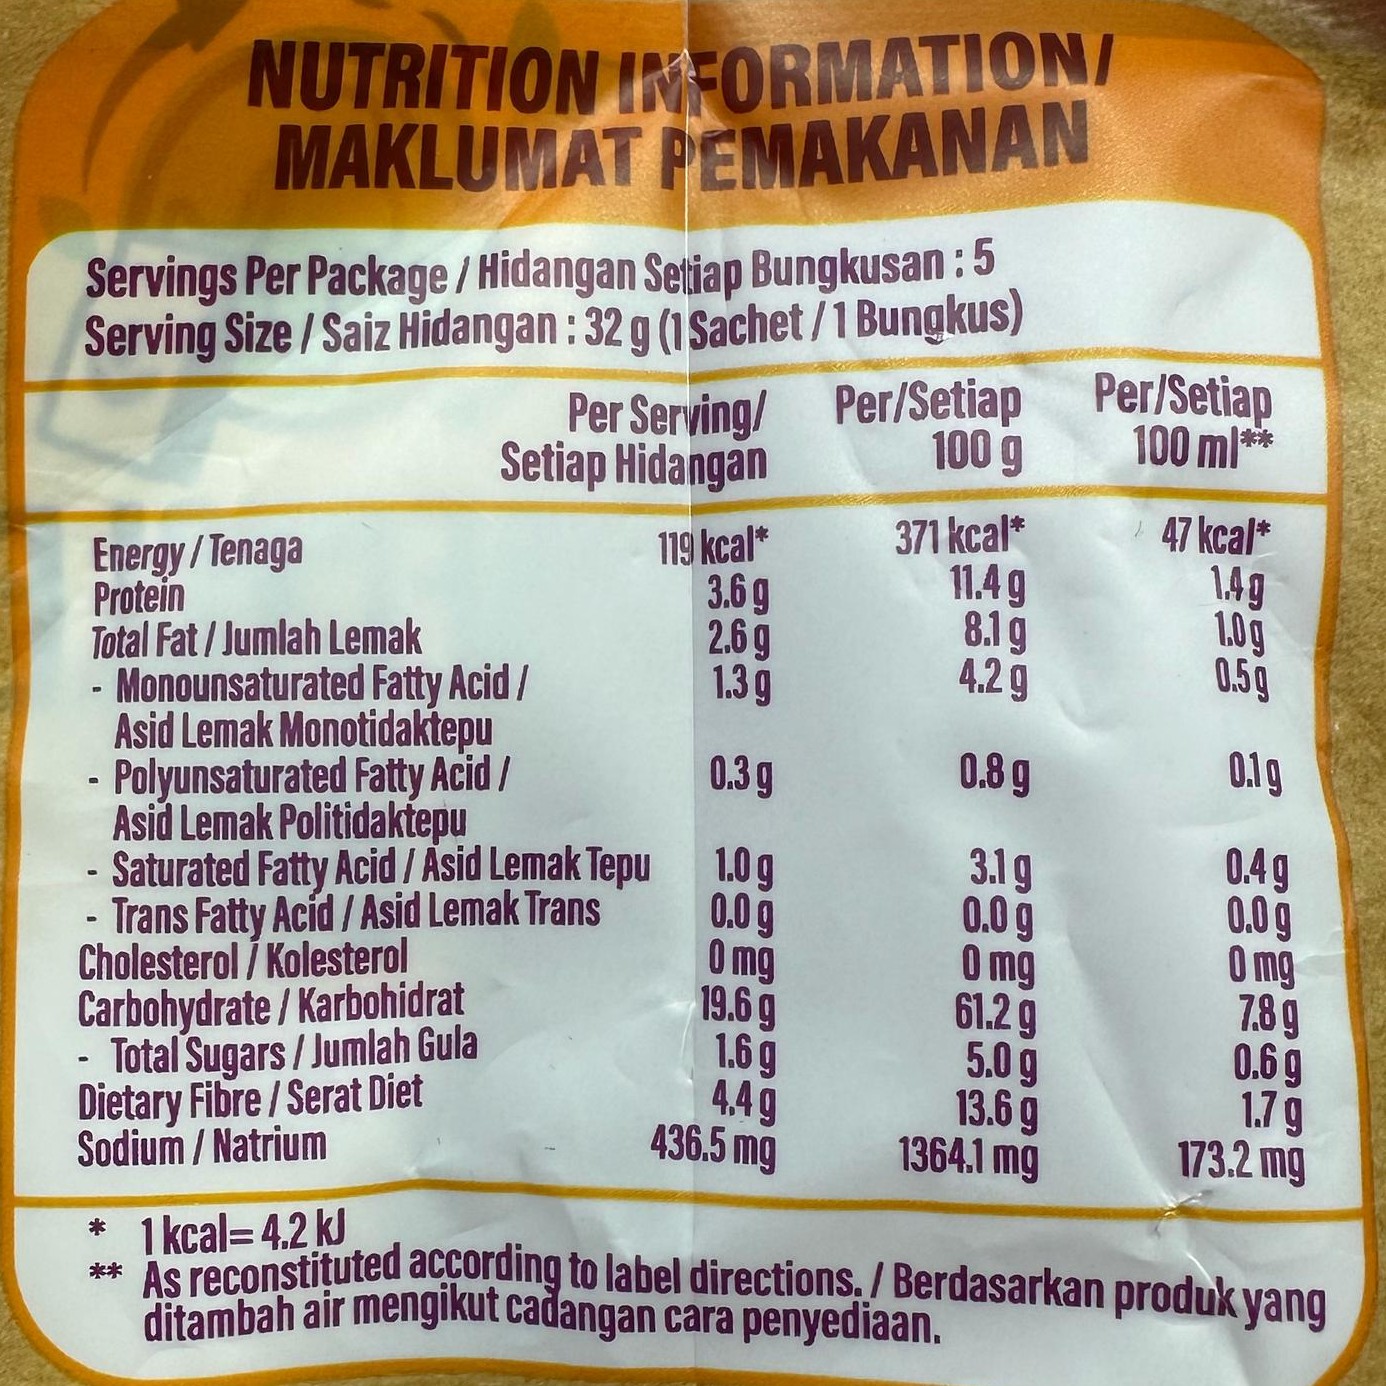 NUTRITION INFORMATION/
MAKLUMAT PEMAKANAN
Servings Per Package / Hidangan Setiap Bungkusan : 5
Serving Size / Saiz Hidangan : 32 g (1 Sachet / 1 Bungkus)
Per Serving/ Per/Setiap Per/Setiap
Setiap Hidangan 100 g 100 ml**
Energy / Tenaga 119 kcal* 371 kcal* 47 kcal*
Protein 3.6 g 11.4 g 1.4 g
Total Fat / Jumlah Lemak 2.6 g 8.1 g 1.0 g
- Monounsaturated Fatty Acid / 1.3 g 4.2 g 0.5 g
Asid Lemak Monotidaktepu
- Polyunsaturated Fatty Acid / 0.3 g 0.8 g 0.1 g
Asid Lemak Politidaktepu
- Saturated Fatty Acid / Asid Lemak Tepu 1.0 g 3.1 g 0.4 g
- Trans Fatty Acid / Asid Lemak Trans 0.0 g 0.0 g 0.0 g
Cholesterol / Kolesterol 0 mg 0 mg 0 mg
Carbohydrate / Karbohidrat 19.6 g 61.2 g 7.8 g
- Total Sugars / Jumlah Gula 1.6 g 5.0 g 0.6 g
Dietary Fibre / Serat Diet 4.4 g 13.6 g 1.7 g
Sodium / Natrium 436.5 mg 1364.1 mg 173.2 mg
* 1 kcal= 4.2 kJ
** As reconstituted according to label directions. / Berdasarkan produk yang
ditambah air mengikut cadangan cara penyediaan.